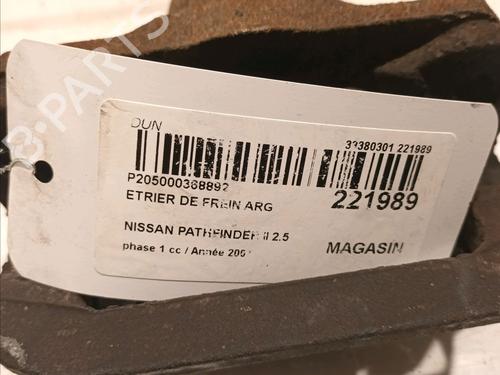 B-PARTS
DUN
33380301 221989
P205000368892
ETRIER DE FREIN ARG
221989
NISSAN PATHFINDER II 2.5
phase 1 cc / Année
MAGASIN